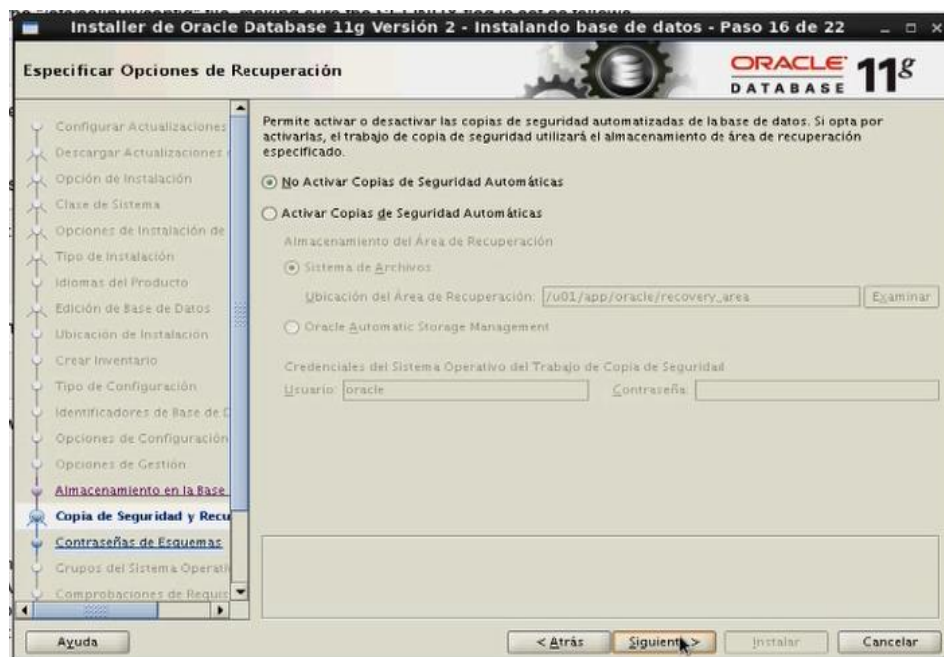 Installer de Oracle Database 11g Versión 2 - Instalando base de datos - Paso 16 de 22
Especificar Opciones de Recuperación
ORACLE
DATABASE
11g
Configurar Actualizaciones
Descargar Actualizaciones
Opción de Instalación
Clase de Sistema
Opciones de Instalación de
Tipo de Instalación
Idiomas del Producto
Edición de Base de Datos
Ubicación de Instalación
Crear Inventario
Tipo de Configuración
Identificadores de Base de D
Opciones de Configuración
Opciones de Gestión
Almacenamiento en la Base
Copia de Seguridad y Recu
Contraseñas de Esquemas
Grupos del Sistema Operati
Comprobaciones de Requis
Permite activar o desactivar las copias de seguridad automatizadas de la base de datos. Si opta por
activarlas, el trabajo de copia de seguridad utilizará el almacenamiento de área de recuperación
especificado.
No Activar Copias de Seguridad Automáticas
Activar Copias de Seguridad Automáticas
Almacenamiento del Área de Recuperación
Sistema de Archivos
Ubicación del Área de Recuperación: /u01/app/oracle/recovery_area Examinar
Oracle Automatic Storage Management
Credenciales del Sistema Operativo del Trabajo de Copia de Seguridad
Usuario: oracle Contraseña:
Ayuda < Atrás Siguiente > Instalar Cancelar